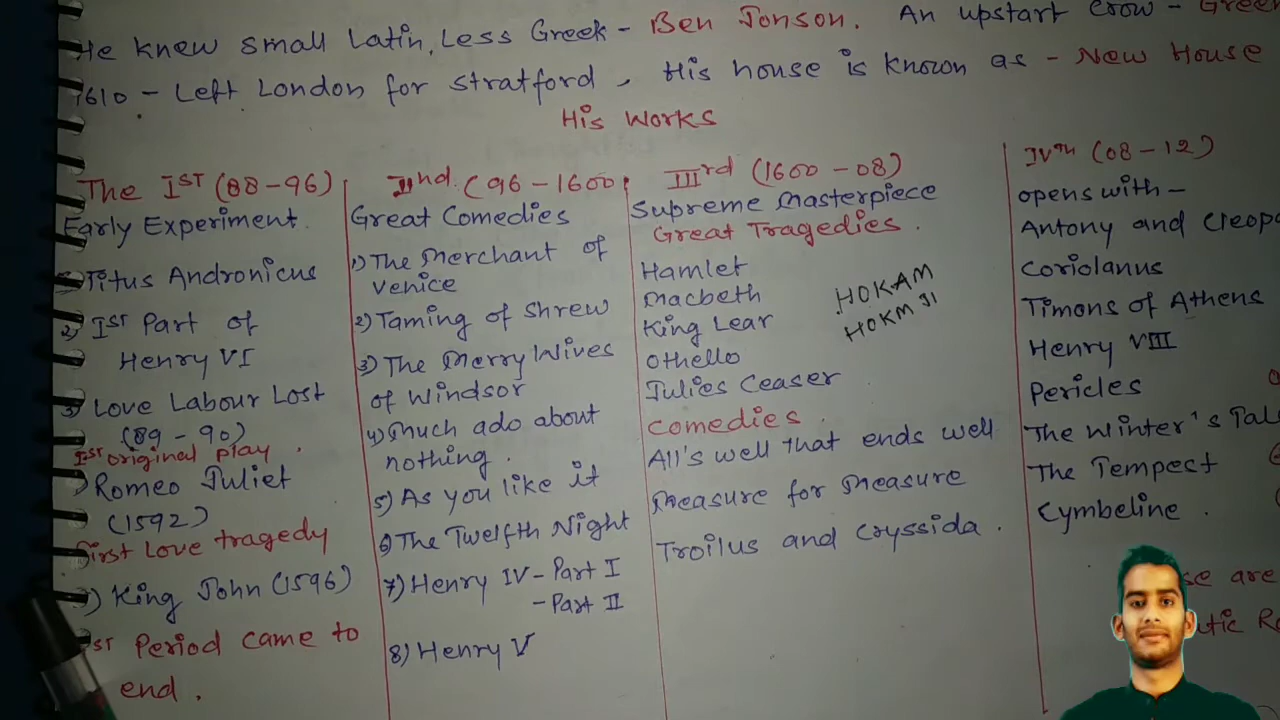 He knew small Latin, Less Greek - Ben Jonson. An upstart crow -
1610 - Left London for Stratford, His house is known as - New House
His Works
The IST (88-96)
Early Experiment
1) Titus Andronicus
2) IST Part of
Henry VI
3) Love Labour Lost
(89-90)
IST original play.
Romeo Juliet
(1592)
First Love tragedy
King John (1596)
Period came to
end.
IInd (96-1600)
Great Comedies
1) The Merchant of
Venice
2) Taming of Shrew
3) The Merry Wives
of Windsor
4) Much ado about
nothing.
5) As you like it
6) The Twelfth Night
7) Henry IV - Part I
- Part II
8) Henry V
IIIrd (1600-08)
Supreme Masterpiece
Great Tragedies.
Hamlet
Macbeth
King Lear
Othello
Julies Ceaser
HOKAM
HOKM
Comedies.
All's well that ends well
Measure for Measure
Troilus and Cryssida.
IVTH (08-12)
opens with -
Antony and
Coriolanus
Timons of Athens
Henry VIII
Pericles
The Winter's
The Tempest
Cymbeline.
are